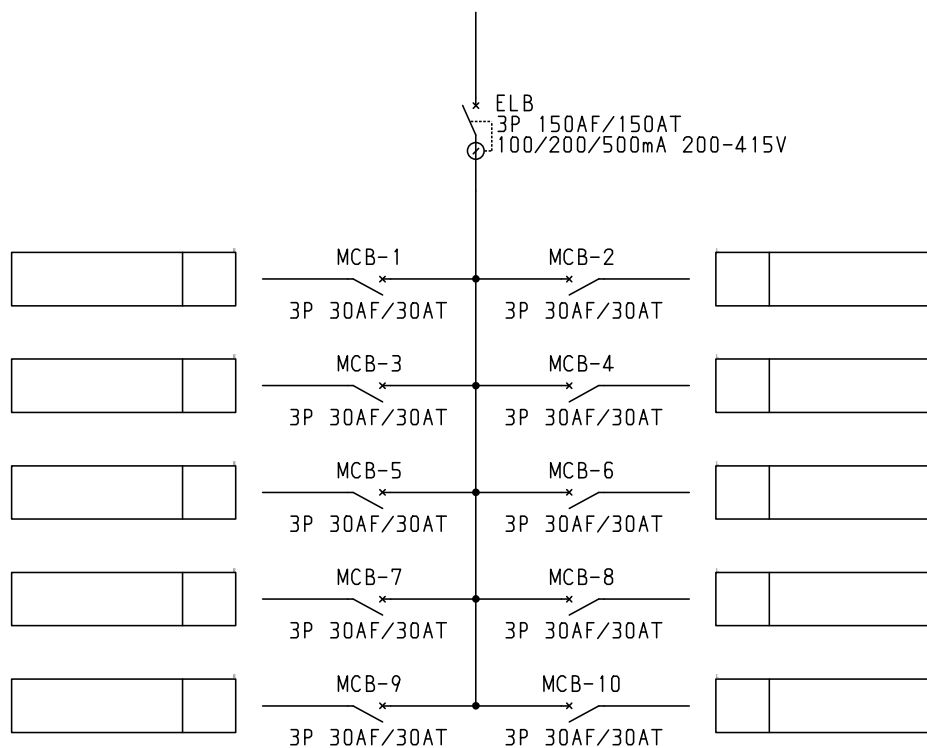 ELB
3P 150AF/150AT
100/200/500mA 200-415V
MCB-1 MCB-2
3P 30AF/30AT 3P 30AF/30AT
MCB-3 MCB-4
3P 30AF/30AT 3P 30AF/30AT
MCB-5 MCB-6
3P 30AF/30AT 3P 30AF/30AT
MCB-7 MCB-8
3P 30AF/30AT 3P 30AF/30AT
MCB-9 MCB-10
3P 30AF/30AT 3P 30AF/30AT